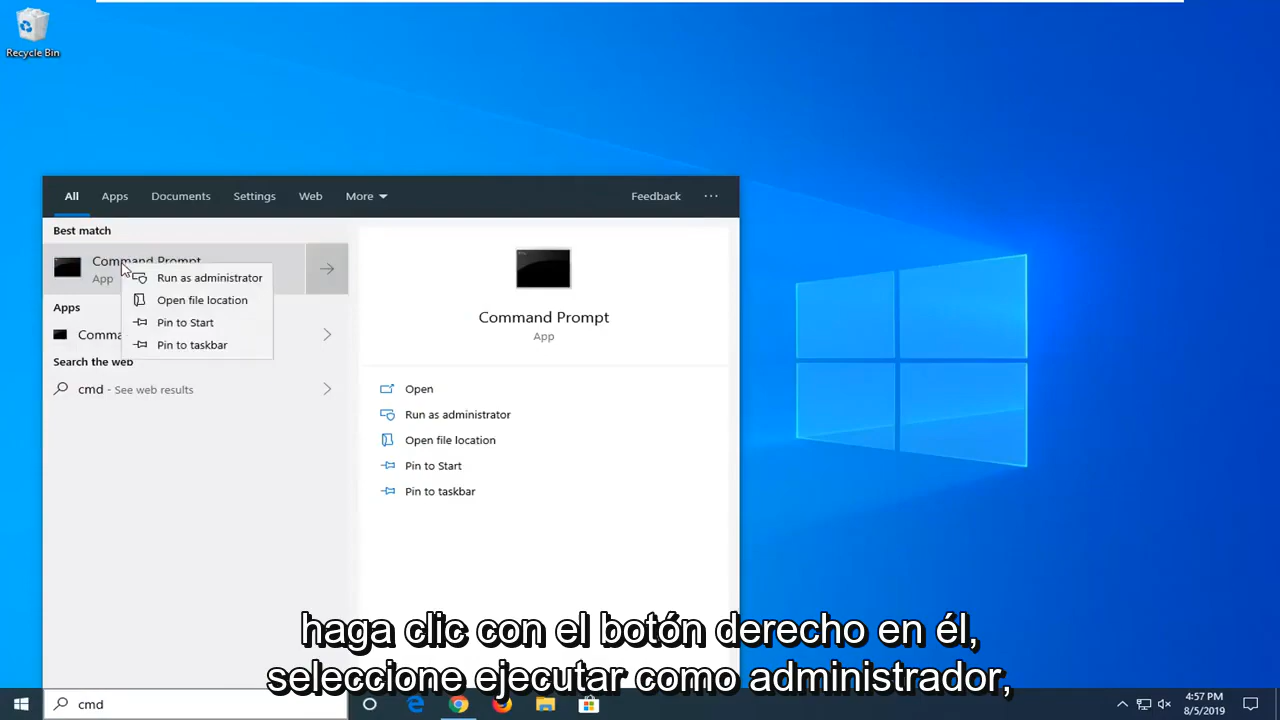 Recycle Bin
All Apps Documents Settings Web More Feedback
Best match
Command Prompt
App
Run as administrator
Open file location
Pin to Start
Pin to taskbar
Apps
Comma
Search the web
cmd - See web results
Command Prompt
App
Open
Run as administrator
Open file location
Pin to Start
Pin to taskbar
haga clic con el botón derecho en él,
seleccione ejecutar como administrador,
cmd
4:57 PM
8/5/2019